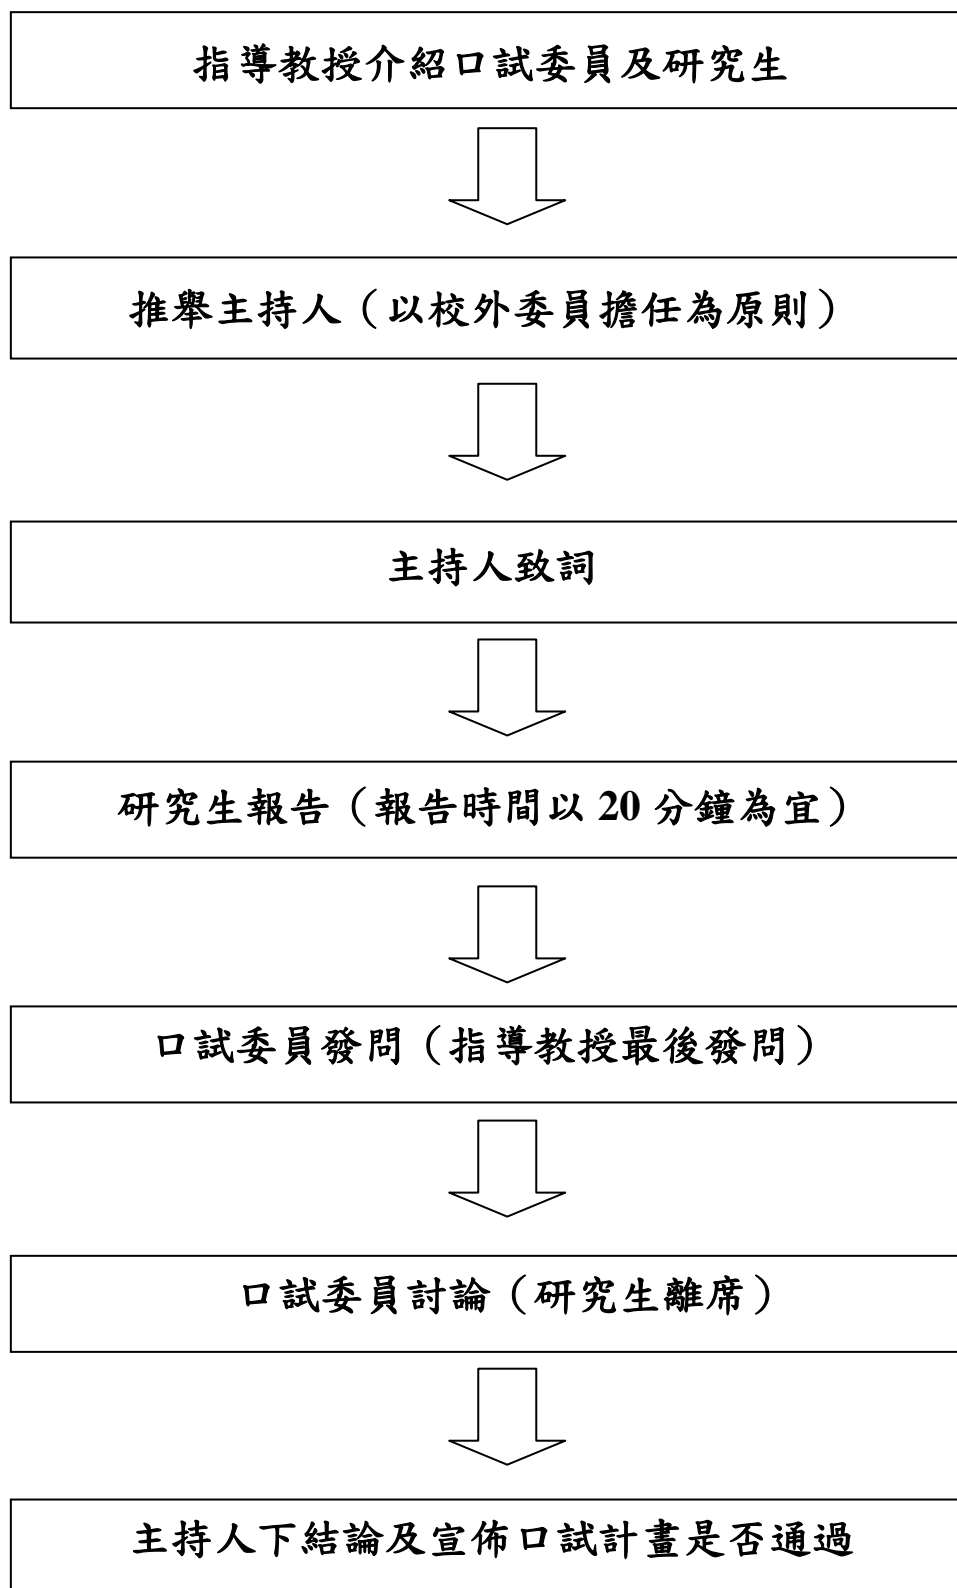 指導教授介紹口試委員及研究生
推舉主持人（以校外委員擔任為原則）
主持人致詞
研究生報告（報告時間以 20 分鐘為宜）
口試委員發問（指導教授最後發問）
口試委員討論（研究生離席）
主持人下結論及宣佈口試計畫是否通過